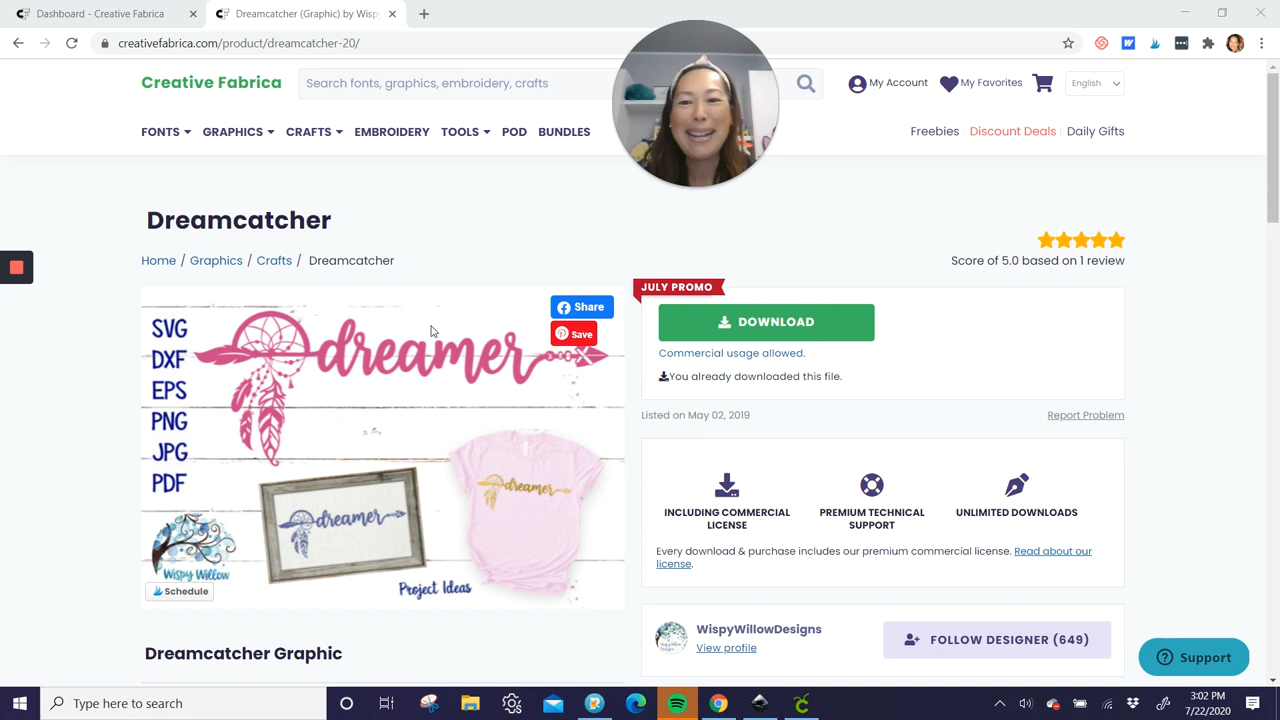 Dashboard - Creative Fabrica
Dreamcatcher (Graphic) by Wisp
creativefabrica.com/product/dreamcatcher-20/
Creative Fabrica
Search fonts, graphics, embroidery, crafts
My Account
My Favorites
English
FONTS
GRAPHICS
CRAFTS
EMBROIDERY
TOOLS
POD
BUNDLES
Freebies
Discount Deals
Daily Gifts
Dreamcatcher
Home / Graphics / Crafts / Dreamcatcher
Score of 5.0 based on 1 review
SVG
DXF
EPS
PNG
JPG
PDF
dreamer
Share
Save
dreamer
dreamer
Wispy Willow
Project Ideas
Schedule
JULY PROMO
DOWNLOAD
Commercial usage allowed.
You already downloaded this file.
Listed on May 02, 2019
Report Problem
INCLUDING COMMERCIAL
LICENSE
PREMIUM TECHNICAL
SUPPORT
UNLIMITED DOWNLOADS
Every download & purchase includes our premium commercial license. Read about our
license.
WispyWillowDesigns
View profile
FOLLOW DESIGNER (649)
Dreamcatcher Graphic
Support
Type here to search
3:02 PM
7/22/2020